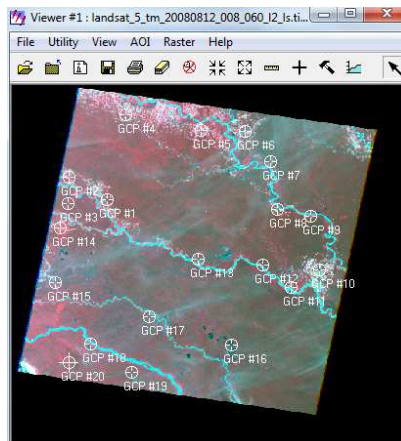 Viewer #1 : landsat_5_tm_20080812_008_060_l2_ls.ti...
File Utility View AOI Raster Help
GCP #4
GCP #5
GCP #6
GCP #7
GCP #2
GCP #3
GCP #1
GCP #8
GCP #9
GCP #14
GCP #13
GCP #12
GCP #10
GCP #11
GCP #15
GCP #17
GCP #18
GCP #16
GCP #20
GCP #19